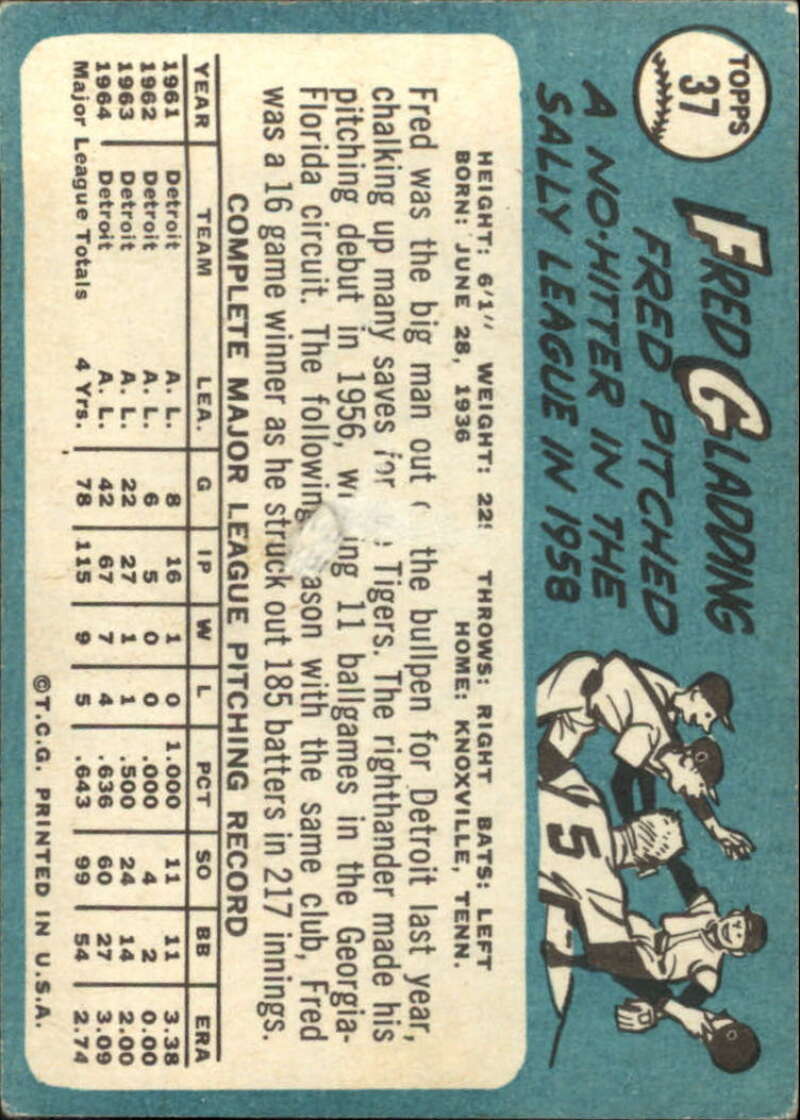 TOPPS
37
FRED GLADDING
FRED PITCHED
A NO-HITTER IN THE
SALLY LEAGUE IN 1958
5
HEIGHT: 6'1" WEIGHT: 22 THROWS: RIGHT BATS: LEFT
BORN: JUNE 28, 1936 HOME: KNOXVILLE, TENN.
Fred was the big man out the bullpen for Detroit last year,
chalking up many saves for Tigers. The righthander made his
pitching debut in 1956, ing 11 ballgames in the Georgia-
Florida circuit. The following ason with the same club, Fred
was a 16 game winner as he struck out 185 batters in 217 innings.
COMPLETE MAJOR LEAGUE PITCHING RECORD
YEAR TEAM LEA. G IP W L PCT SO BB ERA
1961 Detroit A. L. 8 16 1 0 1.000 11 11 3.38
1962 Detroit A. L. 6 5 0 0 .000 4 2 0.00
1963 Detroit A. L. 22 27 1 1 .500 24 14 2.00
1964 Detroit A. L. 42 67 7 4 .636 60 27 3.09
Major League Totals 4 Yrs. 78 115 9 5 .643 99 54 2.74
©T.C.G. PRINTED IN U.S.A.